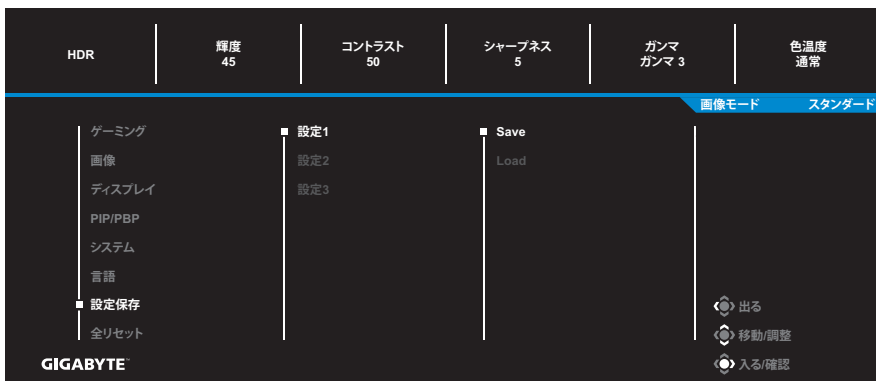 HDR
輝度
45
コントラスト
50
シャープネス
5
ガンマ
ガンマ 3
色温度
通常
画像モード スタンダード
ゲーミング
画像
ディスプレイ
PIP/PBP
システム
言語
設定保存
全リセット
設定1
設定2
設定3
Save
Load
出る
移動/調整
入る/確認
GIGABYTE™